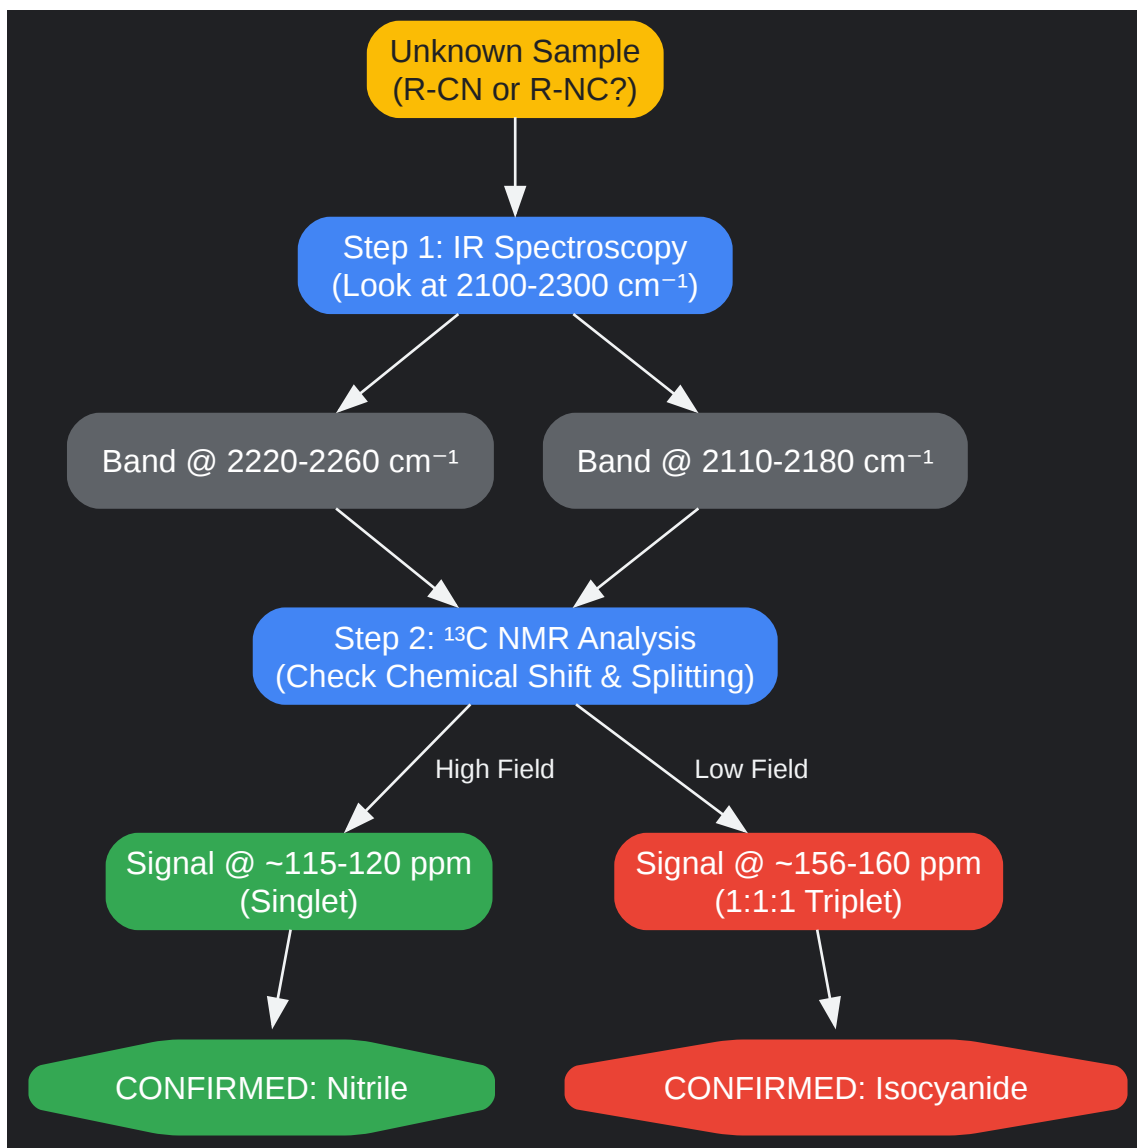 Unknown Sample
(R-CN or R-NC?)
Step 1: IR Spectroscopy
(Look at 2100-2300 cm⁻¹)
Band @ 2220-2260 cm⁻¹
Band @ 2110-2180 cm⁻¹
Step 2: ¹³C NMR Analysis
(Check Chemical Shift & Splitting)
High Field
Low Field
Signal @ ~115-120 ppm
(Singlet)
Signal @ ~156-160 ppm
(1:1:1 Triplet)
CONFIRMED: Nitrile
CONFIRMED: Isocyanide